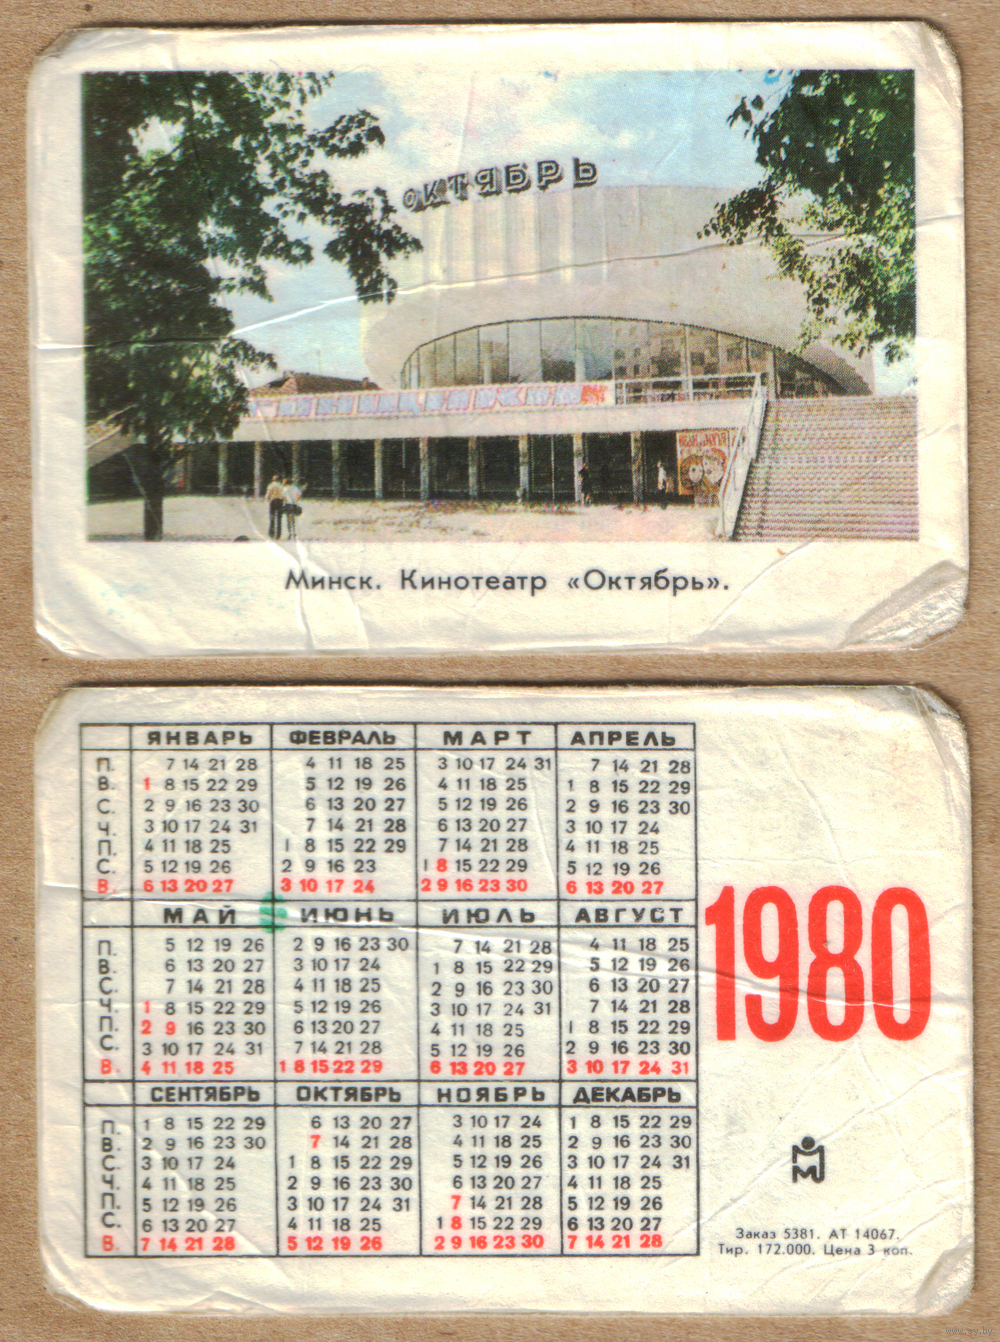 ОКТЯБРЬ
Минск. Кинотеатр «Октябрь».
ЯНВАРЬ ФЕВРАЛЬ МАРТ АПРЕЛЬ
П. 7 14 21 28 4 11 18 25 3 10 17 24 31 7 14 21 28
В. 1 8 15 22 29 5 12 19 26 4 11 18 25 1 8 15 22 29
С. 2 9 16 23 30 6 13 20 27 5 12 19 26 2 9 16 23 30
Ч. 3 10 17 24 31 7 14 21 28 6 13 20 27 3 10 17 24
П. 4 11 18 25 1 8 15 22 29 7 14 21 28 4 11 18 25
С. 5 12 19 26 2 9 16 23 1 8 15 22 29 5 12 19 26
В. 6 13 20 27 3 10 17 24 2 9 16 23 30 6 13 20 27
МАЙ ИЮНЬ ИЮЛЬ АВГУСТ
П. 5 12 19 26 2 9 16 23 30 7 14 21 28 4 11 18 25
В. 6 13 20 27 3 10 17 24 1 8 15 22 29 5 12 19 26
С. 7 14 21 28 4 11 18 25 2 9 16 23 30 6 13 20 27
Ч. 1 8 15 22 29 5 12 19 26 3 10 17 24 31 7 14 21 28
П. 2 9 16 23 30 6 13 20 27 4 11 18 25 1 8 15 22 29
С. 3 10 17 24 31 7 14 21 28 5 12 19 26 2 9 16 23 30
В. 4 11 18 25 1 8 15 22 29 6 13 20 27 3 10 17 24 31
СЕНТЯБРЬ ОКТЯБРЬ НОЯБРЬ ДЕКАБРЬ
П. 1 8 15 22 29 6 13 20 27 3 10 17 24 1 8 15 22 29
В. 2 9 16 23 30 7 14 21 28 4 11 18 25 2 9 16 23 30
С. 3 10 17 24 1 8 15 22 29 5 12 19 26 3 10 17 24 31
Ч. 4 11 18 25 2 9 16 23 30 6 13 20 27 4 11 18 25
П. 5 12 19 26 3 10 17 24 31 7 14 21 28 5 12 19 26
С. 6 13 20 27 4 11 18 25 1 8 15 22 29 6 13 20 27
В. 7 14 21 28 5 12 19 26 2 9 16 23 30 7 14 21 28
1980
Заказ 5381. АТ 14067.
Тир. 172.000. Цена 3 коп.